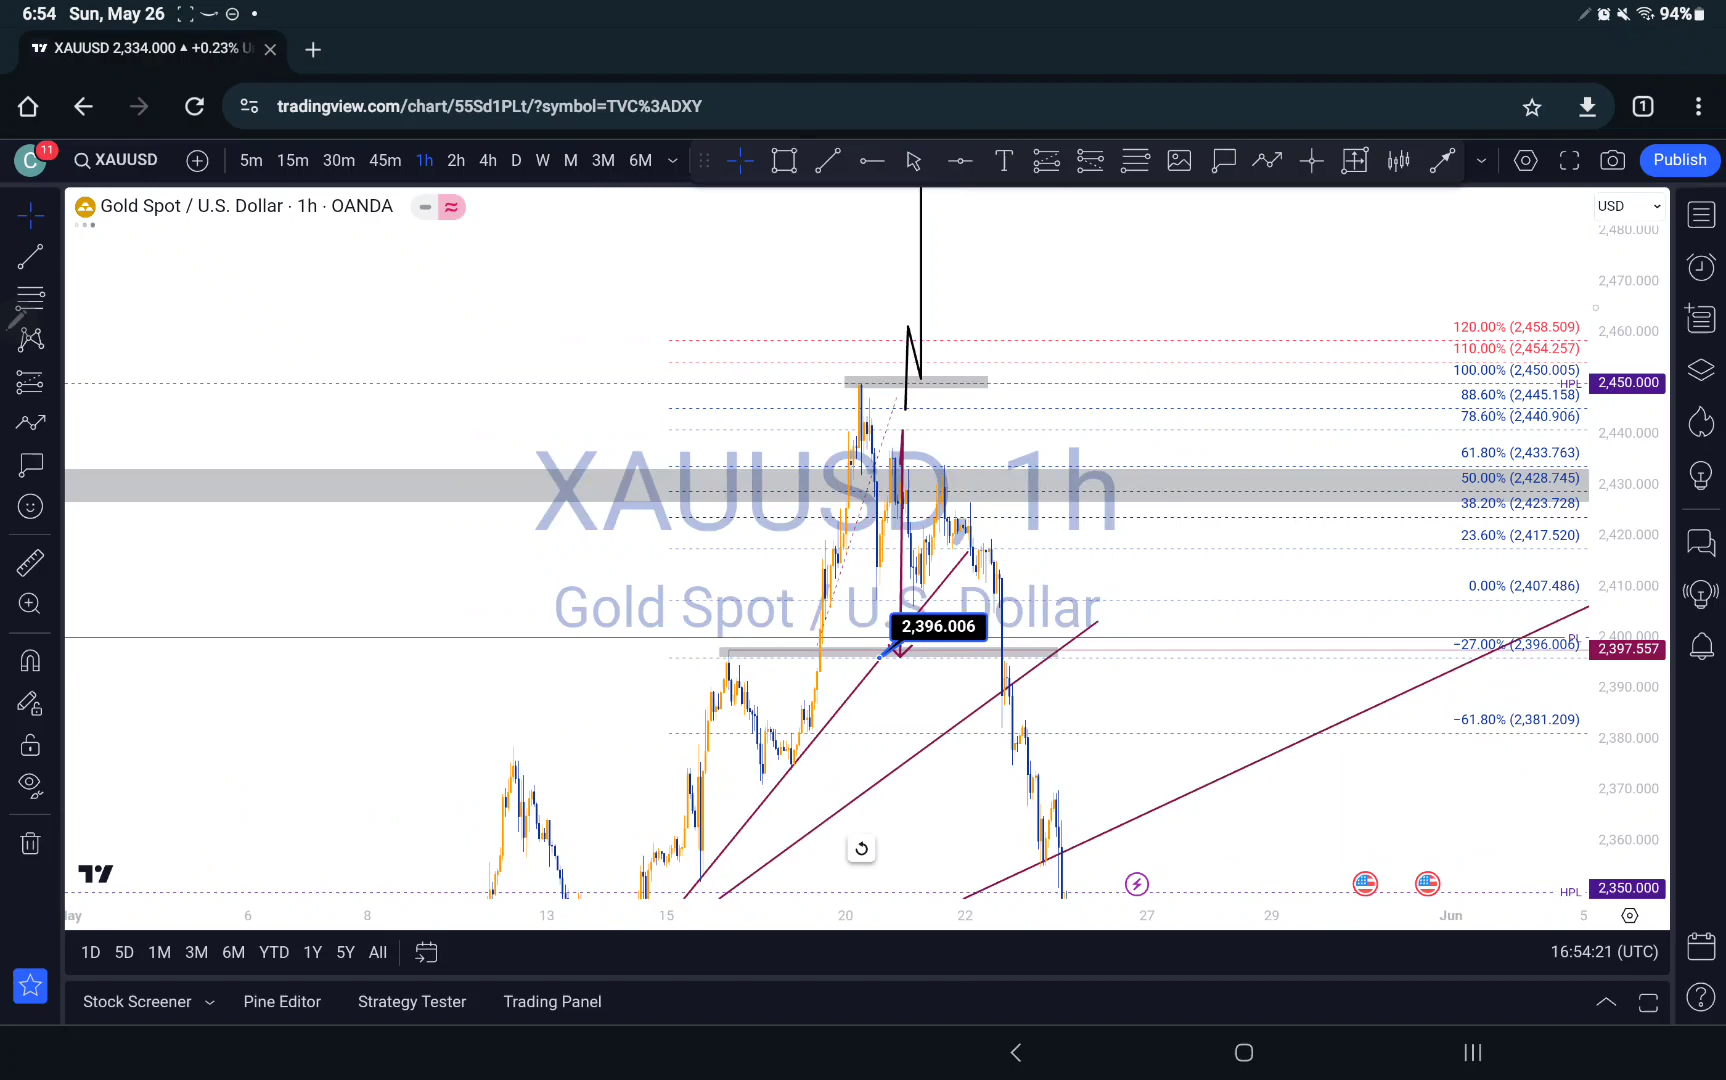 6:54 Sun, May 26
94%
XAUUSD 2,334.000 ▲ +0.23% U
tradingview.com/chart/55Sd1PLt/?symbol=TVC%3ADXY
1
C
11
XAUUSD
5m 15m 30m 45m 1h 2h 4h D W M 3M 6M
Publish
Gold Spot / U.S. Dollar · 1h · OANDA
USD
2,480.000
2,470.000
2,460.000
120.00% (2,458.509)
110.00% (2,454.257)
100.00% (2,450.005)
HPL
2,450.000
88.60% (2,445.158)
78.60% (2,440.906)
2,440.000
61.80% (2,433.763)
50.00% (2,428.745)
2,430.000
38.20% (2,423.728)
23.60% (2,417.520)
2,420.000
0.00% (2,407.486)
2,410.000
XAUUSD, 1h
Gold Spot / U.S. Dollar
2,396.006
2,400.000
PL
−27.00% (2,396.006)
2,397.557
2,390.000
−61.80% (2,381.209)
2,380.000
2,370.000
2,360.000
HPL
2,350.000
lay 6 8 13 15 20 22 27 29 Jun 5
1D 5D 1M 3M 6M YTD 1Y 5Y All
16:54:21 (UTC)
Stock Screener Pine Editor Strategy Tester Trading Panel